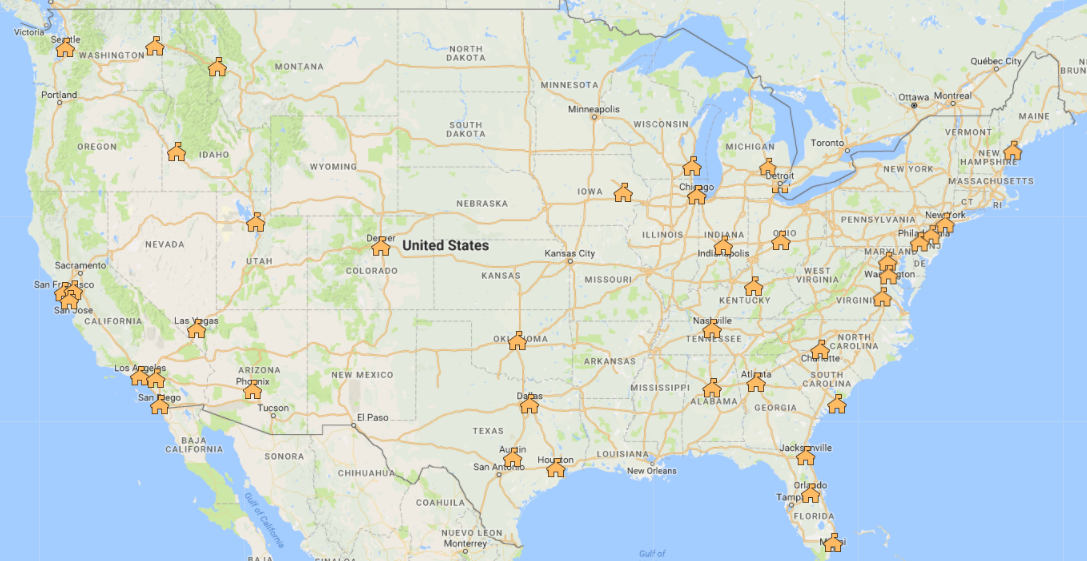 Victoria
Seattle
WASHINGTON
Portland
MONTANA
NORTH
DAKOTA
MINNESOTA
Minneapolis
Québec City
Ottawa
Montreal
MAINE
OREGON
IDAHO
SOUTH
DAKOTA
WISCONSIN
MICHIGAN
Toronto
VERMONT
NEW
HAMPSHIRE
WYOMING
IOWA
Chicago
Detroit
NEW YORK
MASSACHUSETTS
CT
RI
NEBRASKA
NEVADA
UTAH
Denver
COLORADO
United States
Kansas City
ILLINOIS
INDIANA
Indianapolis
OHIO
PENNSYLVANIA
New York
NJ
MARYLAND
DE
Washington
Sacramento
San Francisco
San Jose
CALIFORNIA
KANSAS
MISSOURI
WEST
VIRGINIA
KENTUCKY
VIRGINIA
Las Vegas
Nashville
TENNESSEE
NORTH
CAROLINA
Charlotte
OKLAHOMA
ARKANSAS
Los Angeles
ARIZONA
Phoenix
NEW MEXICO
Atlanta
SOUTH
CAROLINA
San Diego
Tucson
El Paso
Dallas
MISSISSIPPI
ALABAMA
GEORGIA
TEXAS
BAJA
CALIFORNIA
SONORA
CHIHUAHUA
Austin
San Antonio
Houston
LOUISIANA
New Orleans
Jacksonville
Orlando
Tampa
FLORIDA
Miami
COAHUILA
Gulf of California
NUEVO LEON
Monterrey
Gulf of